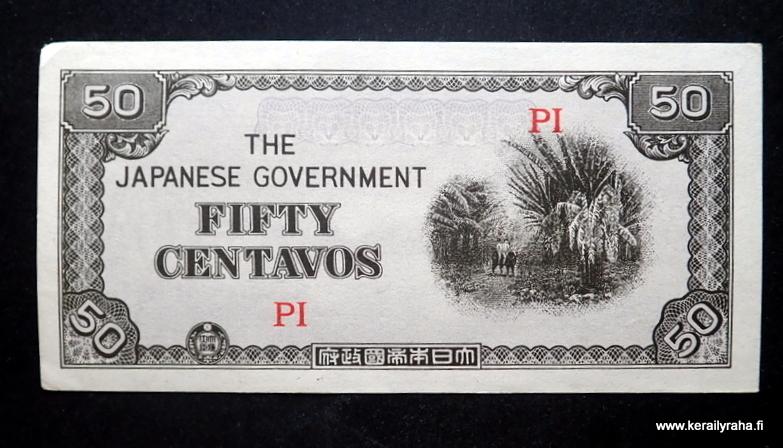 50
50
PI
THE
JAPANESE GOVERNMENT
FIFTY
CENTAVOS
PI
50
50
府政國帝本日大
www.kerailyraha.fi